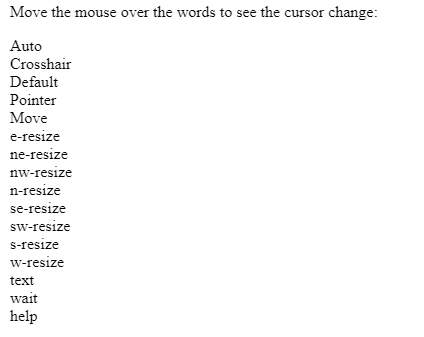 Move the mouse over the words to see the cursor change:
Auto
Crosshair
Default
Pointer
Move
e-resize
ne-resize
nw-resize
n-resize
se-resize
sw-resize
s-resize
w-resize
text
wait
help